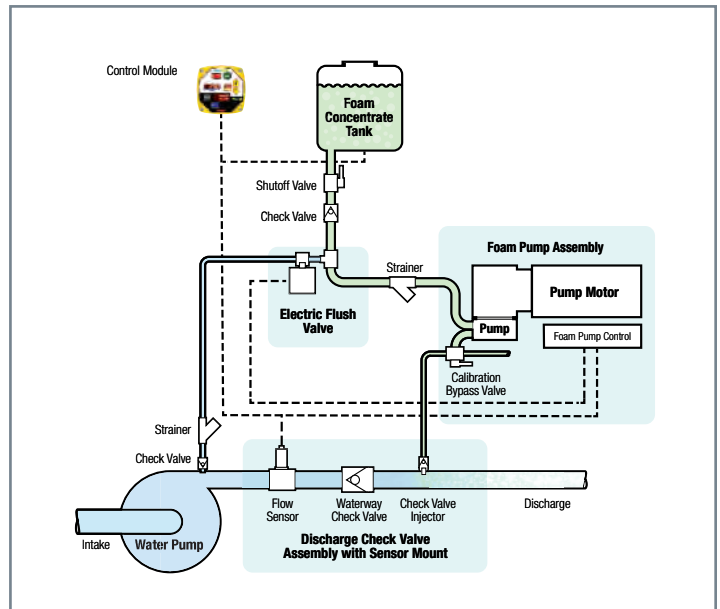 Control Module
Foam
Concentrate
Tank
Shutoff Valve
Check Valve
Foam Pump Assembly
Strainer
Pump Motor
Electric Flush
Valve
Pump
Foam Pump Control
Calibration
Bypass Valve
Strainer
Check Valve
Flow
Sensor
Waterway
Check Valve
Check Valve
Injector
Discharge
Intake
Water Pump
Discharge Check Valve
Assembly with Sensor Mount